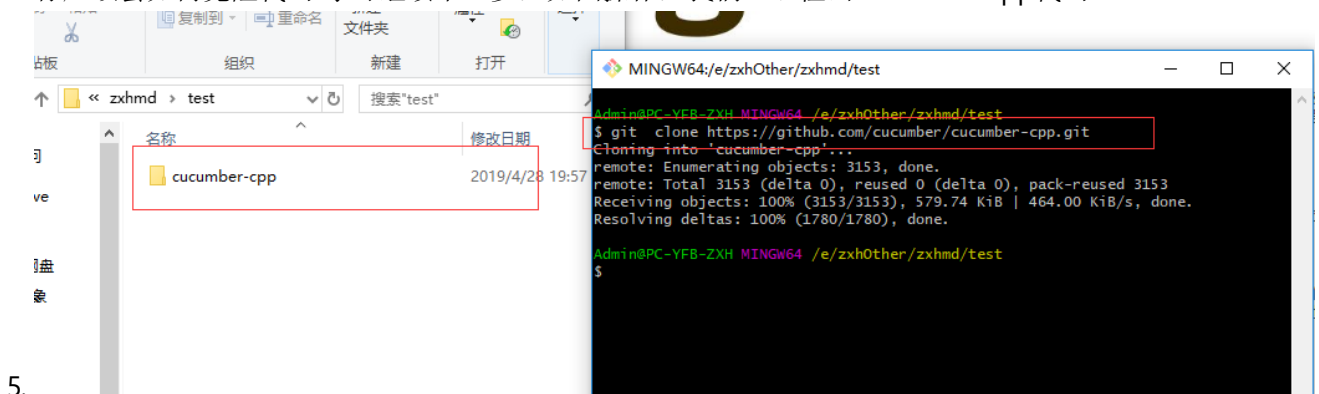 复制到
重命名
文件夹
打开
组织
新建
zxhmd > test
搜索"test"
名称
修改日期
cucumber-cpp
2019/4/28 19:57
ve
象
5.
MINGW64:/e/zxhOther/zxhmd/test
Admin@PC-YFB-ZXH MINGW64 /e/zxhOther/zxhmd/test
$ git  clone https://github.com/cucumber/cucumber-cpp.git
Cloning into 'cucumber-cpp'...
remote: Enumerating objects: 3153, done.
remote: Total 3153 (delta 0), reused 0 (delta 0), pack-reused 3153
Receiving objects: 100% (3153/3153), 579.74 KiB | 464.00 KiB/s, done.
Resolving deltas: 100% (1780/1780), done.
Admin@PC-YFB-ZXH MINGW64 /e/zxhOther/zxhmd/test
$